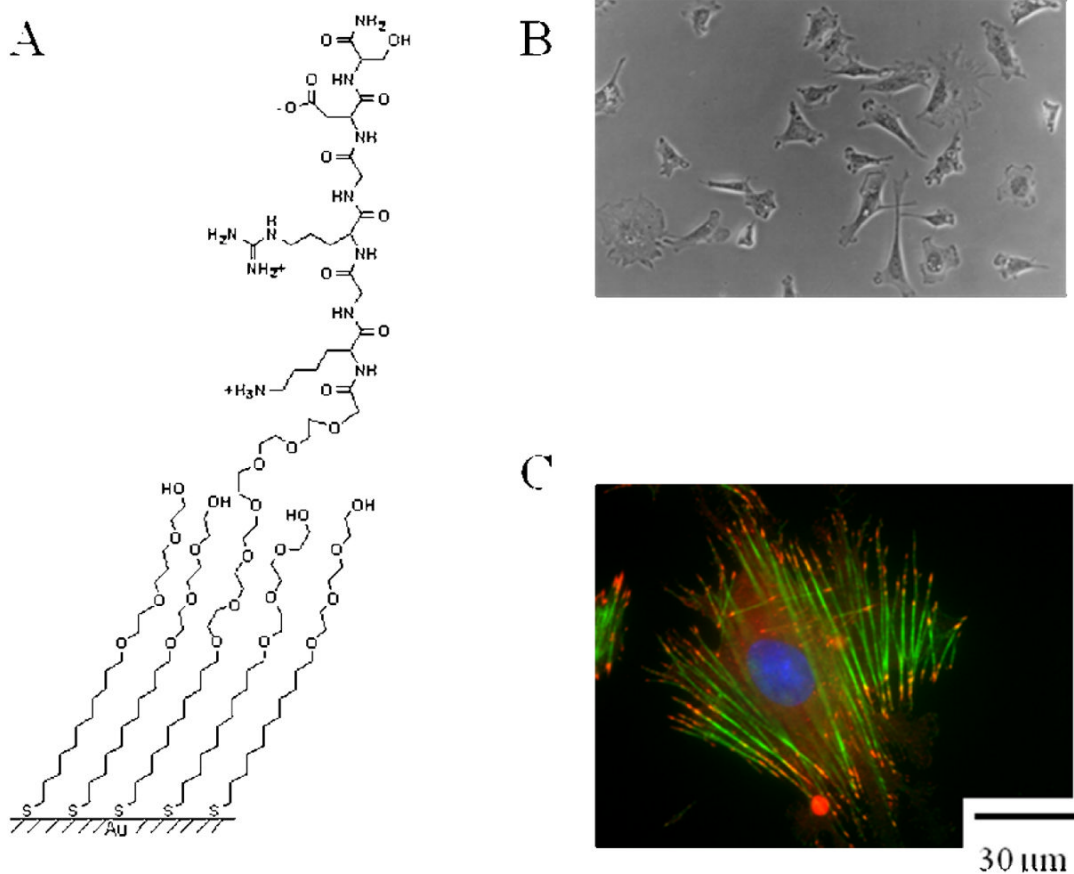 A
NH2
O OH
HN
O
O
-O
NH
O
HN
O
H
H2N N
NH
NH2+ O
HN
O
NH
+H3N O
O
O
O
HO
OH O OH
HO
O
O O O O
O O O O O
O O O O O
S S S S S
Au
B
C
30 μm